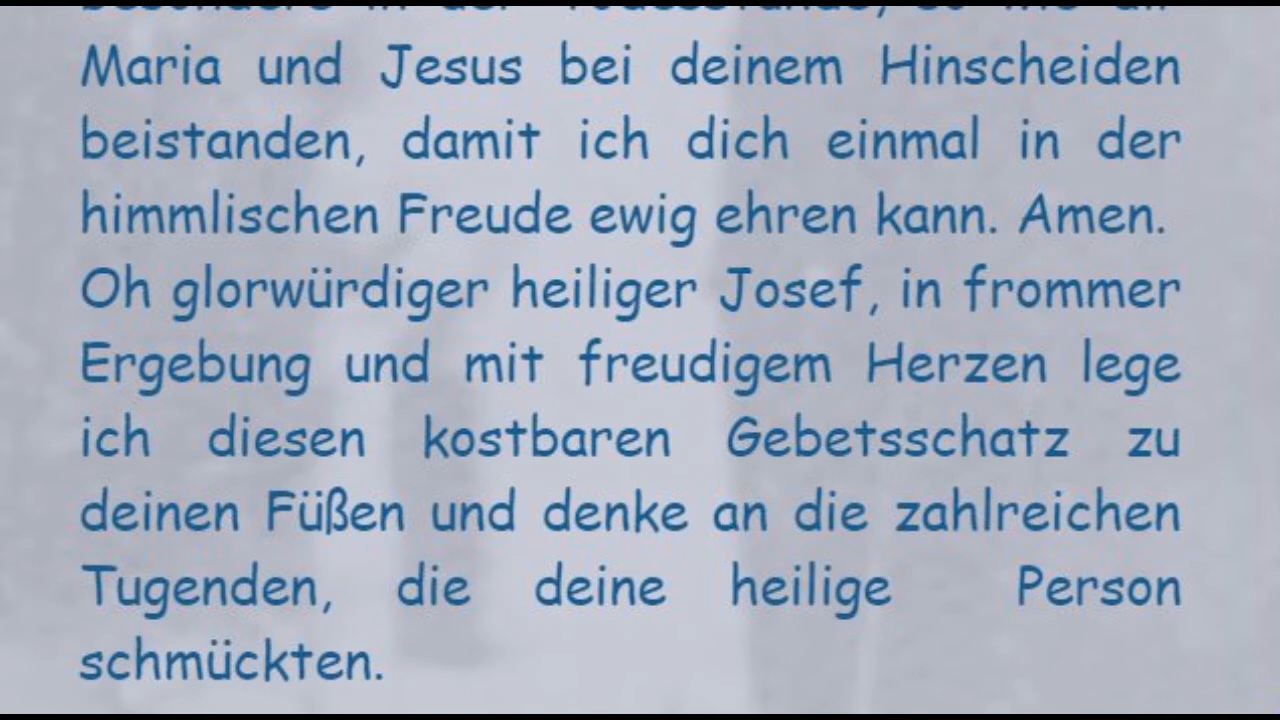 Maria und Jesus bei deinem Hinscheiden
beistanden, damit ich dich einmal in der
himmlischen Freude ewig ehren kann. Amen.
Oh glorwürdiger heiliger Josef, in frommer
Ergebung und mit freudigem Herzen lege
ich diesen kostbaren Gebetsschatz zu
deinen Füßen und denke an die zahlreichen
Tugenden, die deine heilige Person
schmückten.